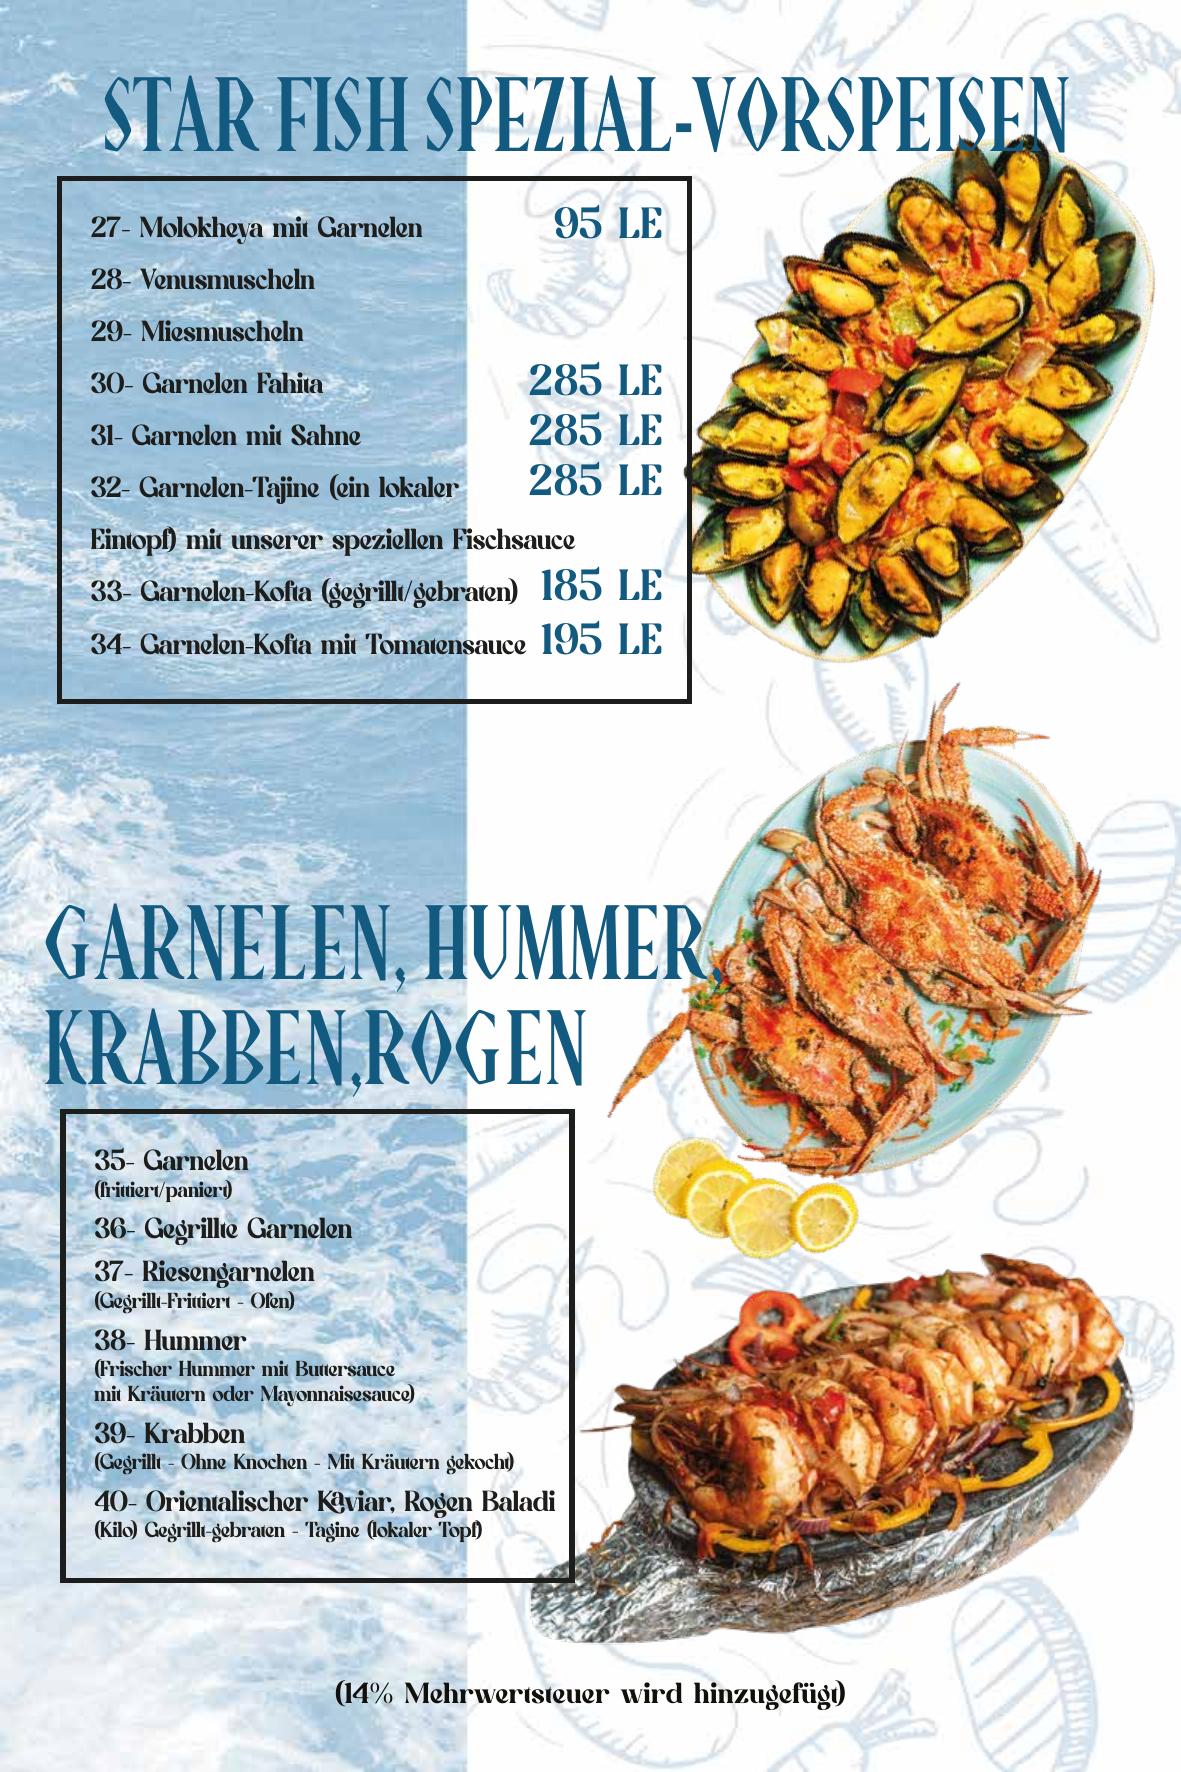 STAR FISH SPEZIAL-VORSPEISEN
27- Molokheya mit Garnelen 95 LE
28- Venusmuscheln
29- Miesmuscheln
30- Garnelen Fahita 285 LE
31- Garnelen mit Sahne 285 LE
32- Garnelen-Tajine (ein lokaler 285 LE
Eintopf) mit unserer speziellen Fischsauce
33- Garnelen-Kofta (gegrillt/gebraten) 185 LE
34- Garnelen-Kofta mit Tomatensauce 195 LE
GARNELEN, HUMMER,
KRABBEN,ROGEN
35- Garnelen
(frittiert/paniert)
36- Gegrillte Garnelen
37- Riesengarnelen
(Gegrillt-Frittiert - Ofen)
38- Hummer
(Frischer Hummer mit Buttersauce
mit Kräutern oder Mayonnaisesauce)
39- Krabben
(Gegrillt - Ohne Knochen - Mit Kräutern gekocht)
40- Orientalischer Kaviar, Rogen Baladi
(Kilo) Gegrillt-gebraten - Tagine (lokaler Topf)
(14% Mehrwertsteuer wird hinzugefügt)